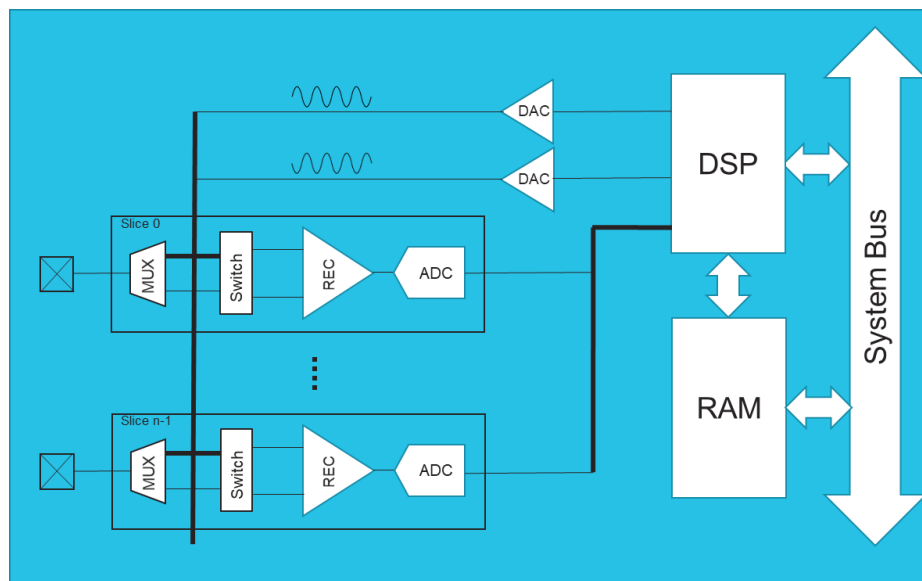 DAC
DAC
DSP
System Bus
Slice 0
MUX
Switch
REC
ADC
RAM
Slice n-1
MUX
Switch
REC
ADC